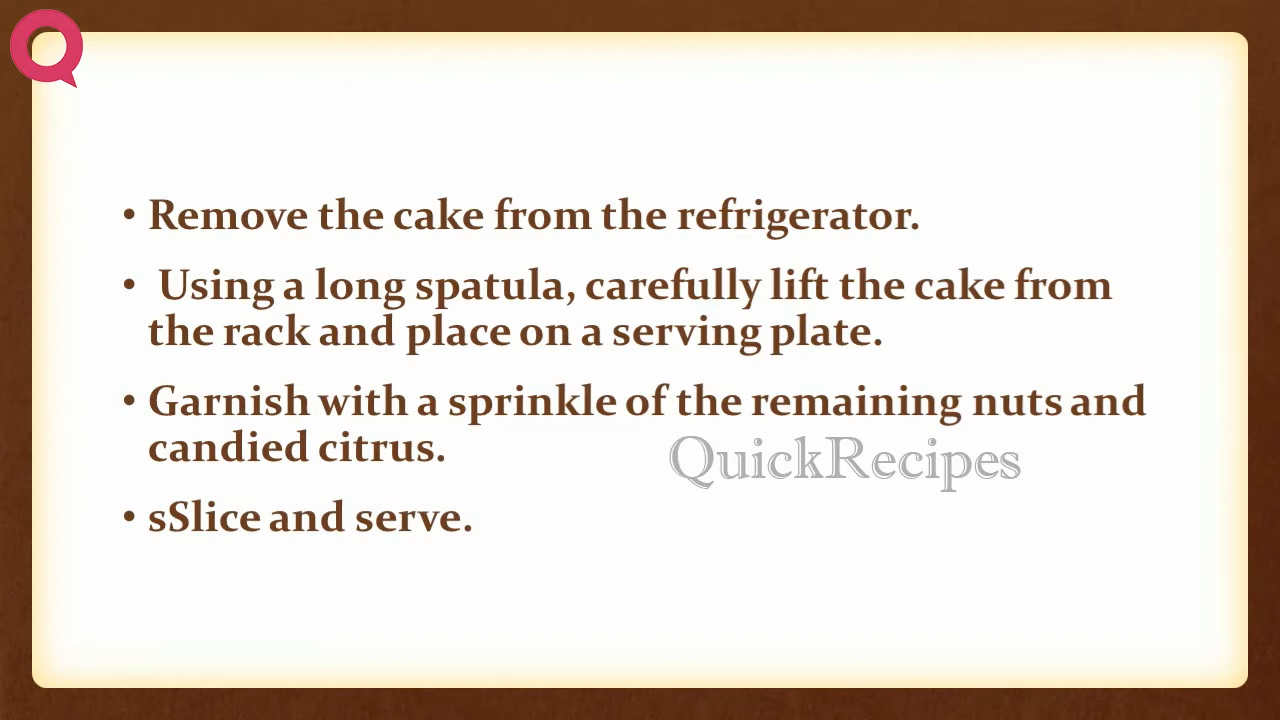 • Remove the cake from the refrigerator.
• Using a long spatula, carefully lift the cake from
the rack and place on a serving plate.
• Garnish with a sprinkle of the remaining nuts and
candied citrus.
QuickRecipes
• sSlice and serve.